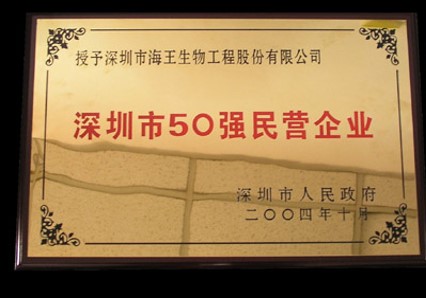 授予深圳市海王生物工程股份有限公司
深圳市50强民营企业
深圳市人民政府
二〇〇四年十月